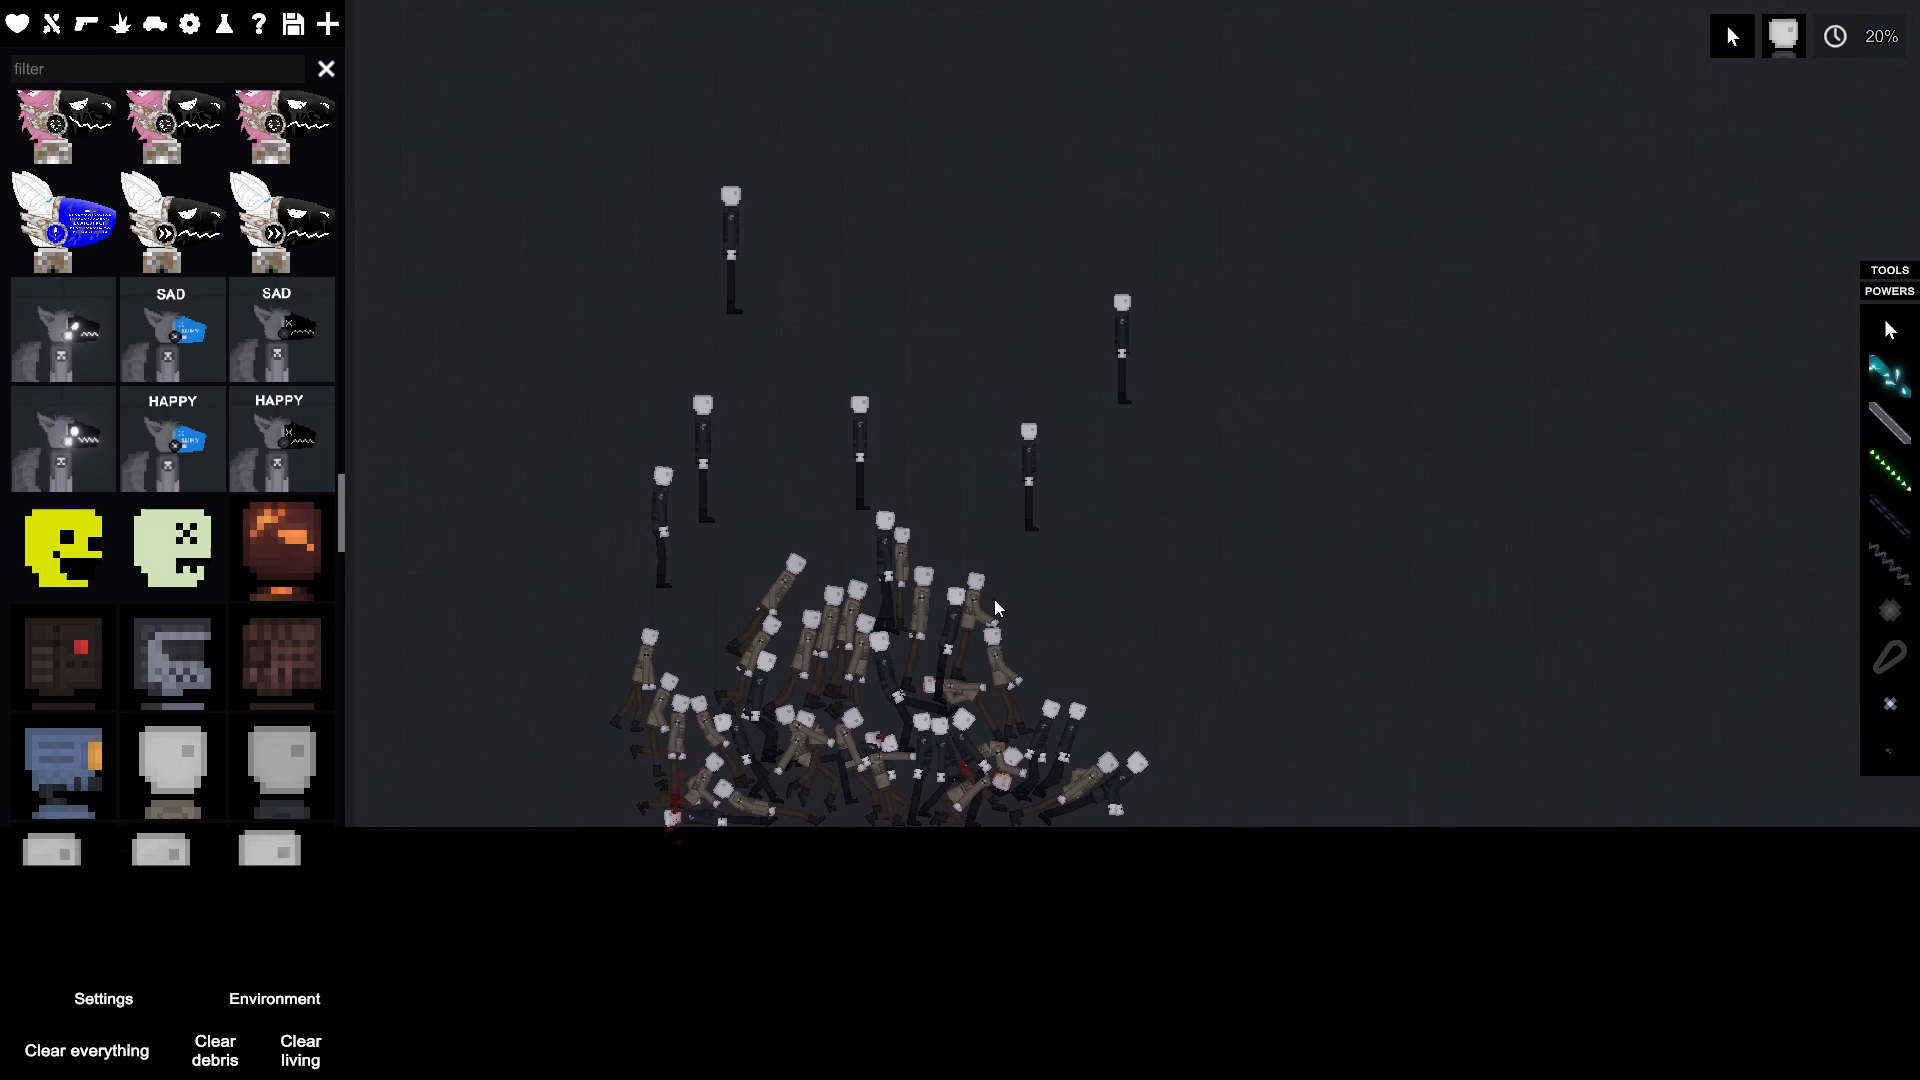 filter
20%
SAD
SAD
HAPPY
HAPPY
TOOLS
POWERS
Settings
Environment
Clear everything
Clear
debris
Clear
living